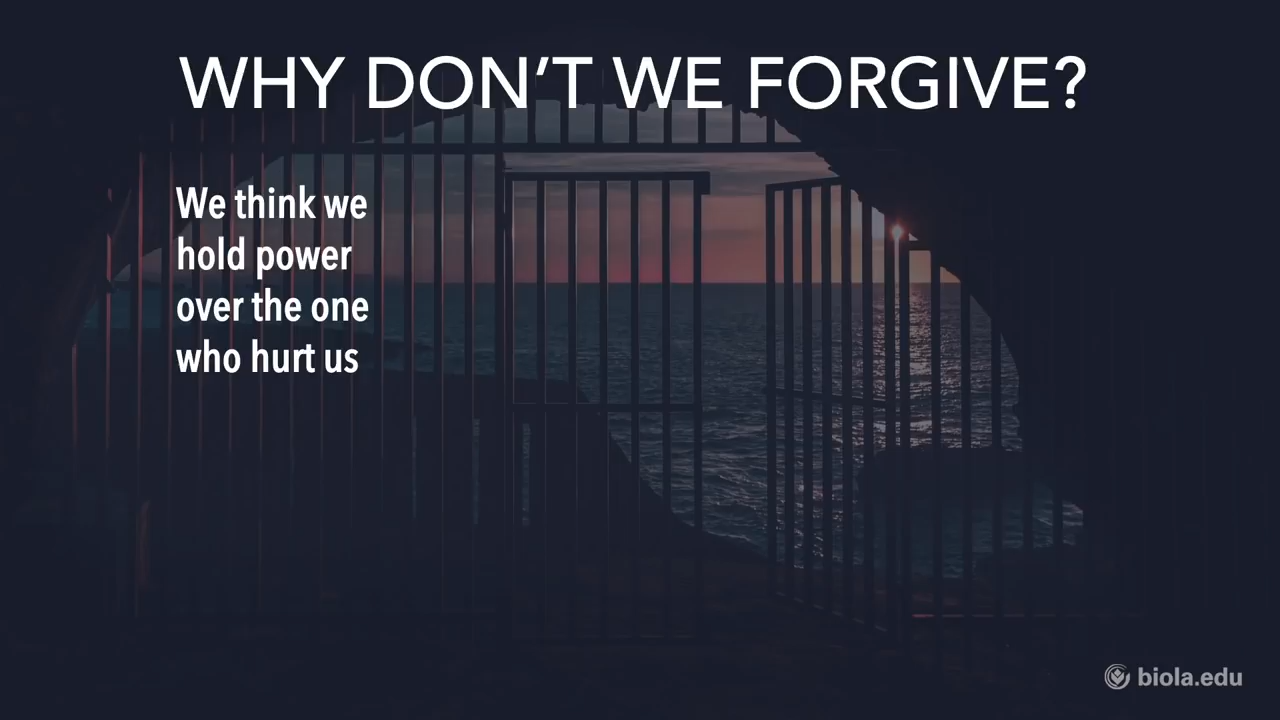 WHY DON’T WE FORGIVE?
We think we
hold power
over the one
who hurt us
biola.edu